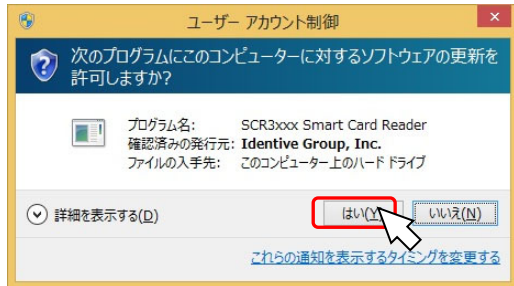 ユーザー アカウント制御
次のプログラムにこのコンピューターに対するソフトウェアの更新を
許可しますか?
プログラム名: SCR3xxx Smart Card Reader
確認済みの発行元: Identive Group, Inc.
ファイルの入手先: このコンピューター上のハード ドライブ
詳細を表示する(D) はい(Y) いいえ(N)
これらの通知を表示するタイミングを変更する